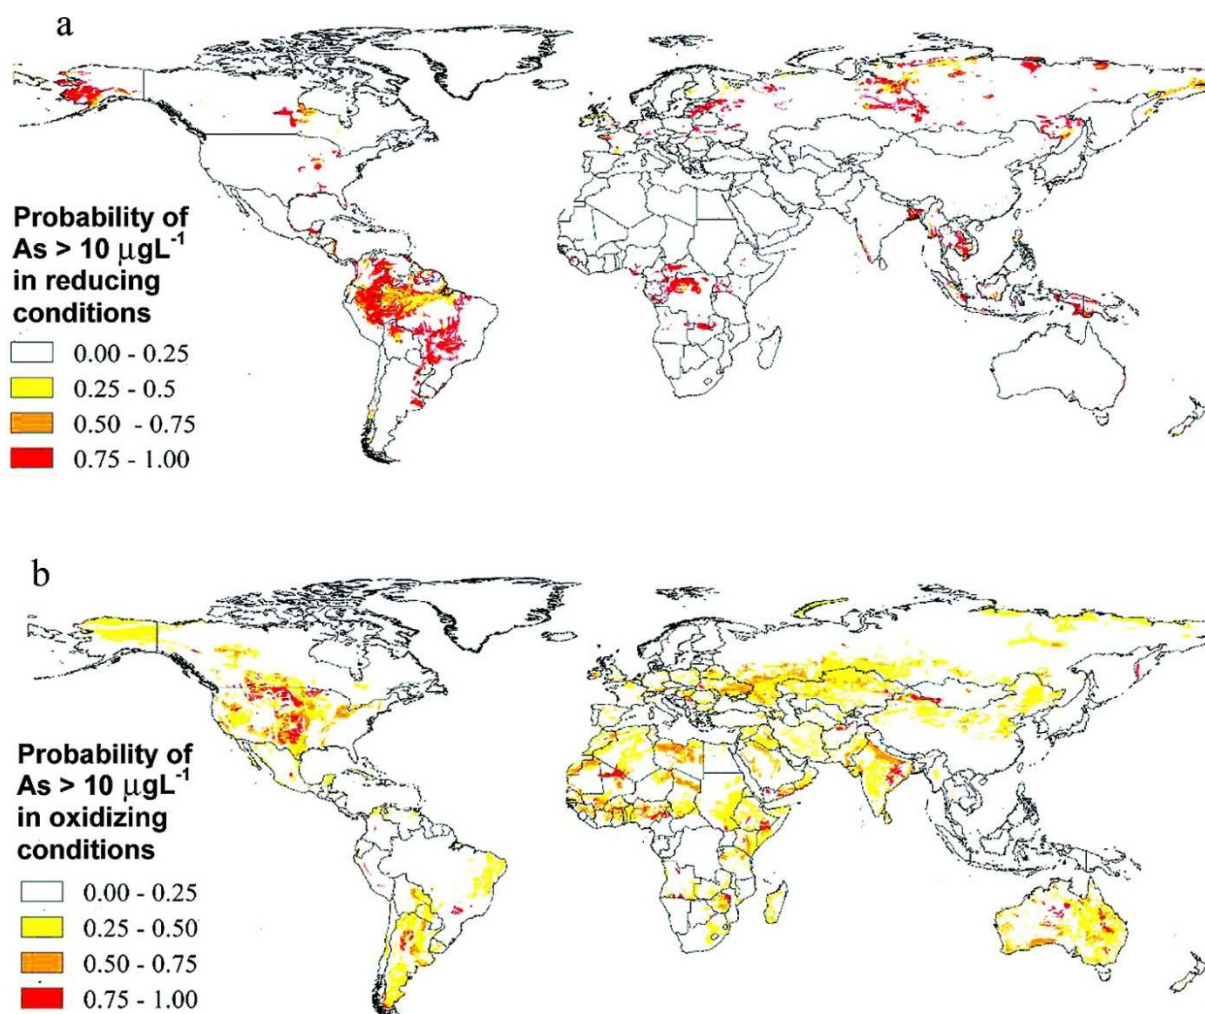 a
Probability of
As > 10 µgL⁻¹
in reducing
conditions
0.00 - 0.25
0.25 - 0.5
0.50 - 0.75
0.75 - 1.00
b
Probability of
As > 10 µgL⁻¹
in oxidizing
conditions
0.00 - 0.25
0.25 - 0.50
0.50 - 0.75
0.75 - 1.00